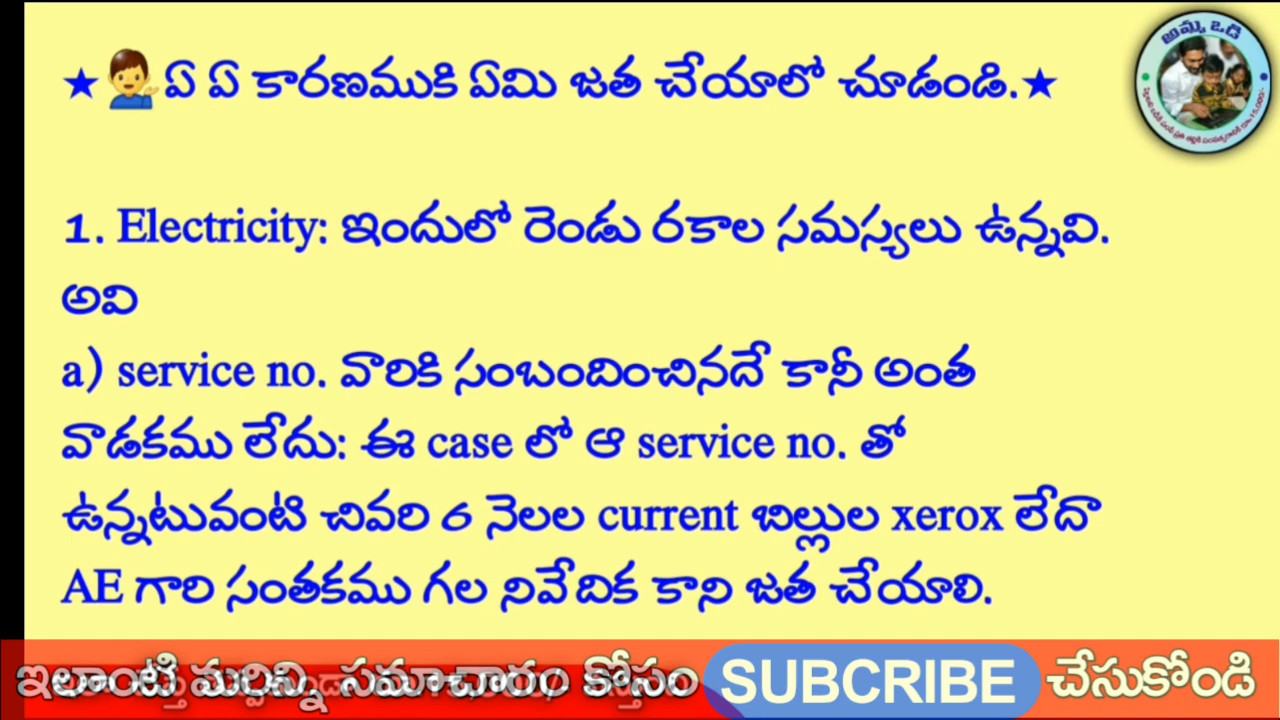 ★ ఏ ఏ కారణముకి ఏమి జత చేయాలో చూడండి.★
అమ్మ ఒడి
1. Electricity: ఇందులో రెండు రకాల సమస్యలు ఉన్నవి.
అవి
a) service no. వారికి సంబందించినదే కానీ అంత
వాడకము లేదు: ఈ case లో ఆ service no. తో
ఉన్నటువంటి చివరి 6 నెలల current బిల్లుల xerox లేదా
AE గారి సంతకము గల నివేదిక కాని జత చేయాలి.
ఇలాంటి మరిన్ని సమాచారం కోసం SUBCRIBE చేసుకోండి